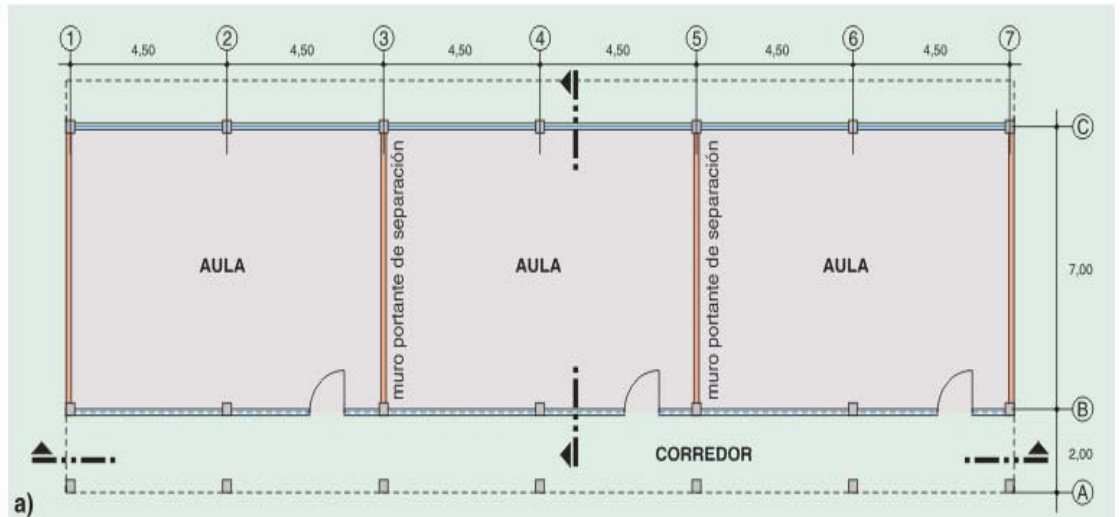 1 2 3 4 5 6 7
4,50 4,50 4,50 4,50 4,50 4,50
C
muro portante de separación
muro portante de separación
AULA AULA AULA
7,00
B
CORREDOR
2,00
A
a)